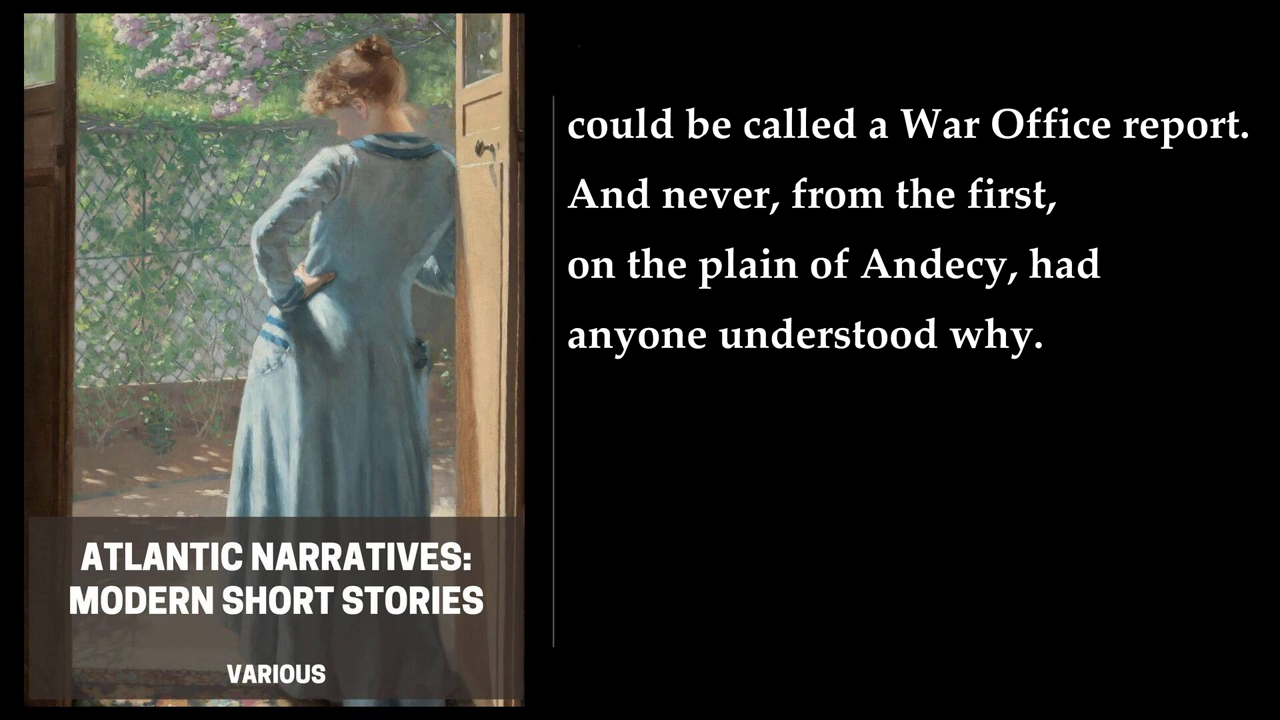 could be called a War Office report.
And never, from the first,
on the plain of Andecy, had
anyone understood why.
ATLANTIC NARRATIVES:
MODERN SHORT STORIES
VARIOUS